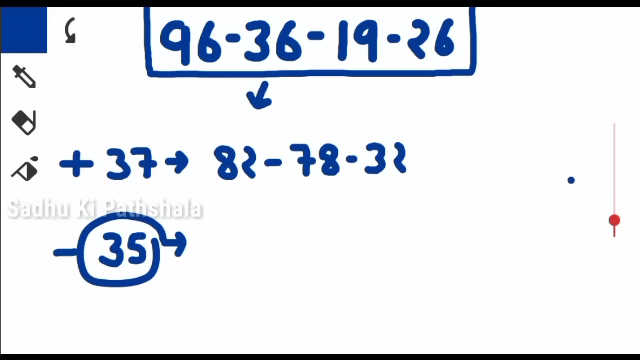 96-36-19-26
+ 37 → 82-78-32
Sadhu Ki Pathshala
- 35 →